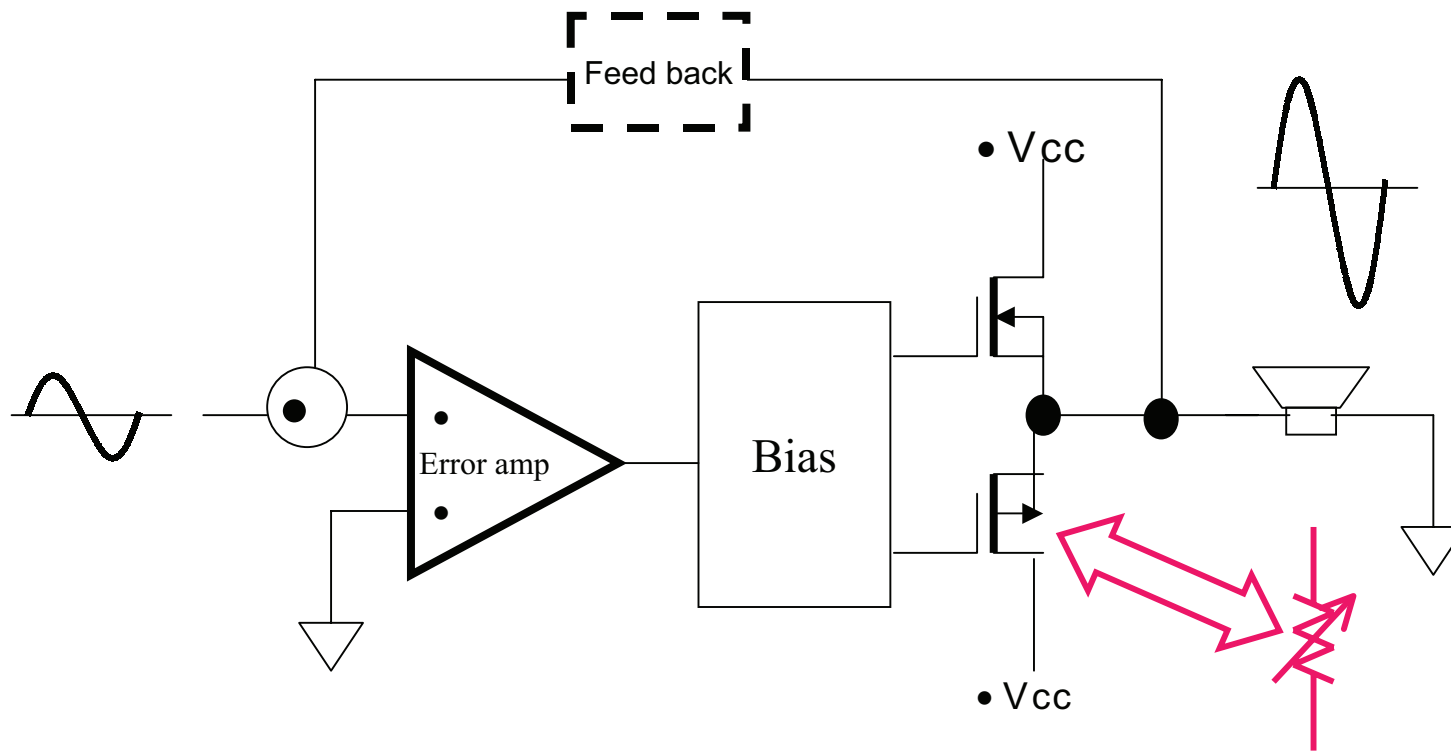 Feed back
• Vcc
Error amp
Bias
• Vcc